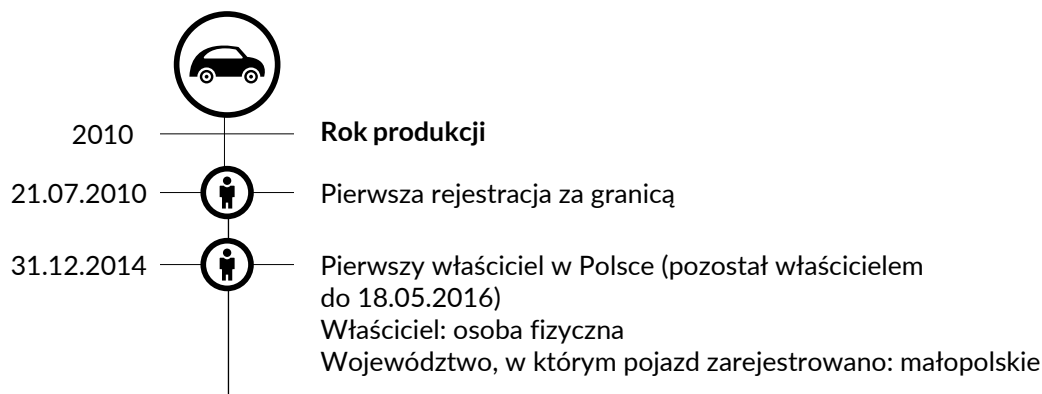 2010 Rok produkcji
21.07.2010 Pierwsza rejestracja za granicą
31.12.2014 Pierwszy właściciel w Polsce (pozostał właścicielem
do 18.05.2016)
Właściciel: osoba fizyczna
Województwo, w którym pojazd zarejestrowano: małopolskie